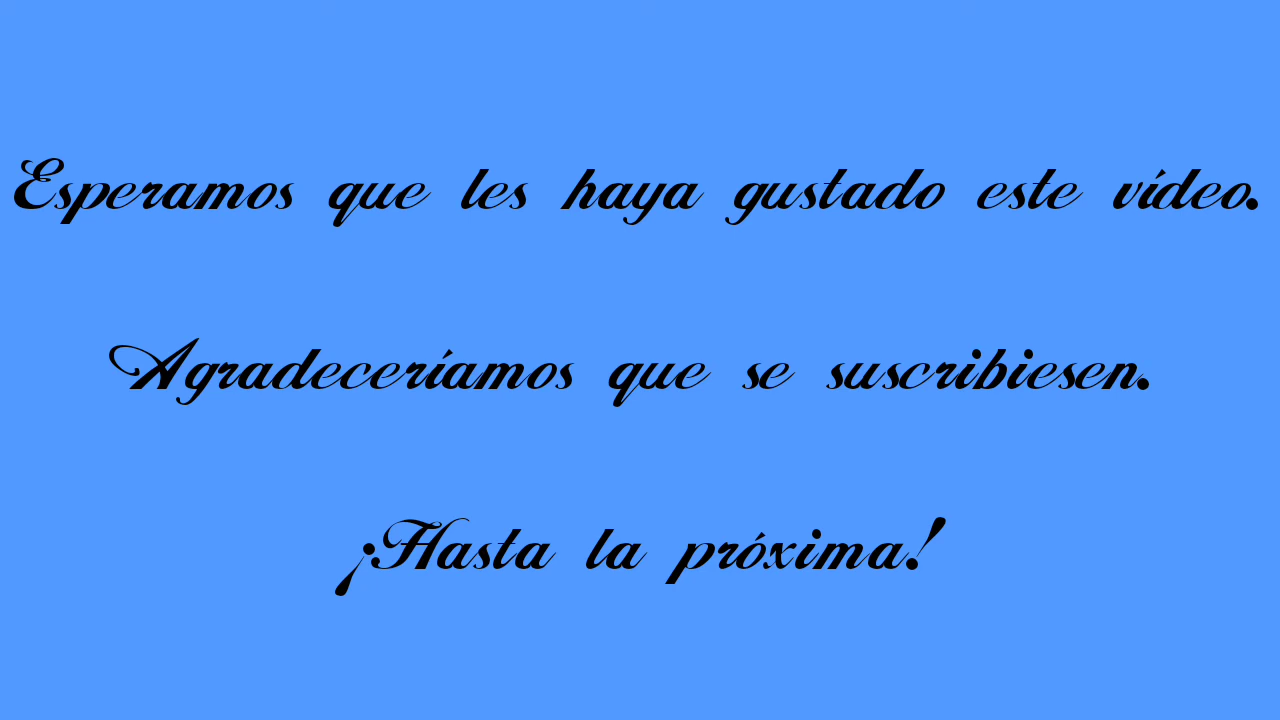 Esperamos que les haya gustado este vídeo.
Agradeceríamos que se suscribiesen.
¡Hasta la próxima!